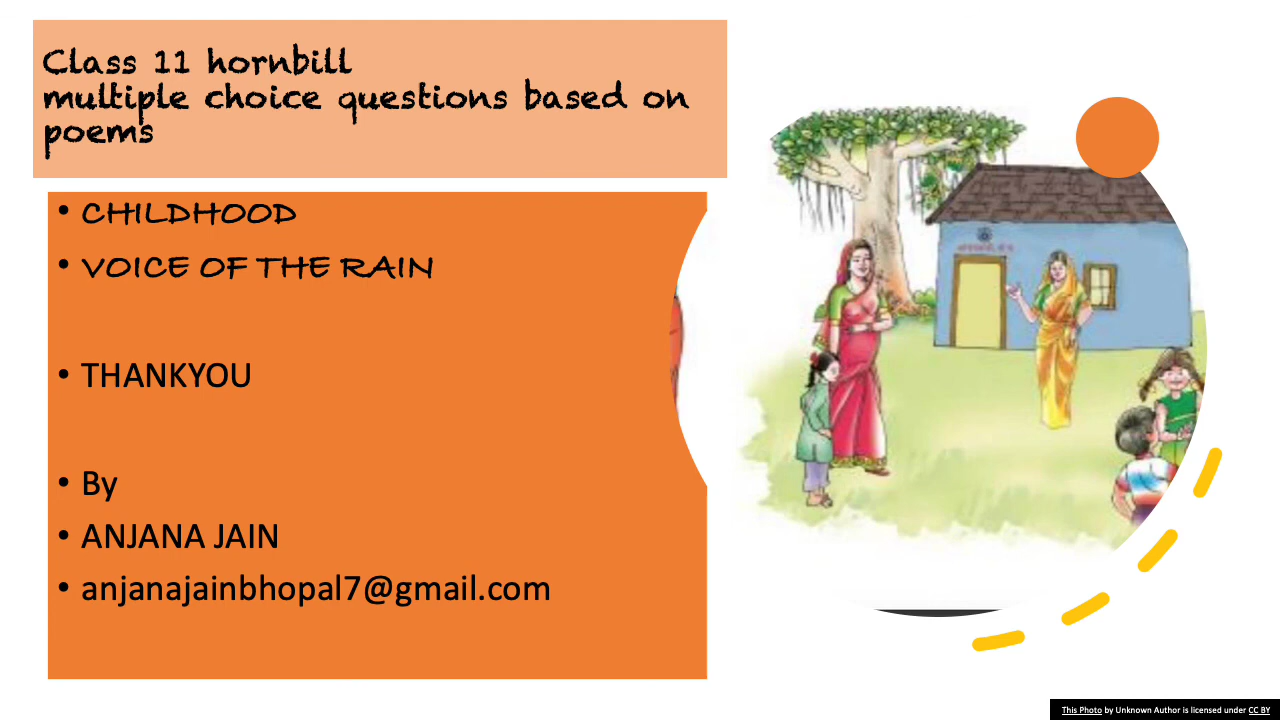 Class 11 hornbill
multiple choice questions based on
poems
• CHILDHOOD
• VOICE OF THE RAIN
• THANKYOU
• By
• ANJANA JAIN
• anjanajainbhopal7@gmail.com
This Photo by Unknown Author is licensed under CC BY